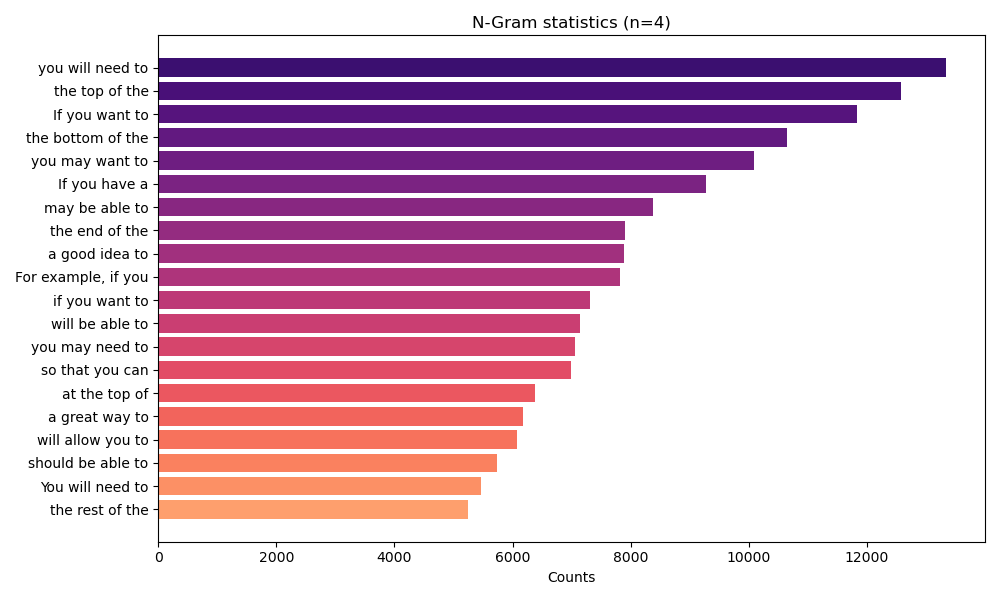 N-Gram statistics (n=4)
you will need to
the top of the
If you want to
the bottom of the
you may want to
If you have a
may be able to
the end of the
a good idea to
For example, if you
if you want to
will be able to
you may need to
so that you can
at the top of
a great way to
will allow you to
should be able to
You will need to
the rest of the
0 2000 4000 6000 8000 10000 12000
Counts